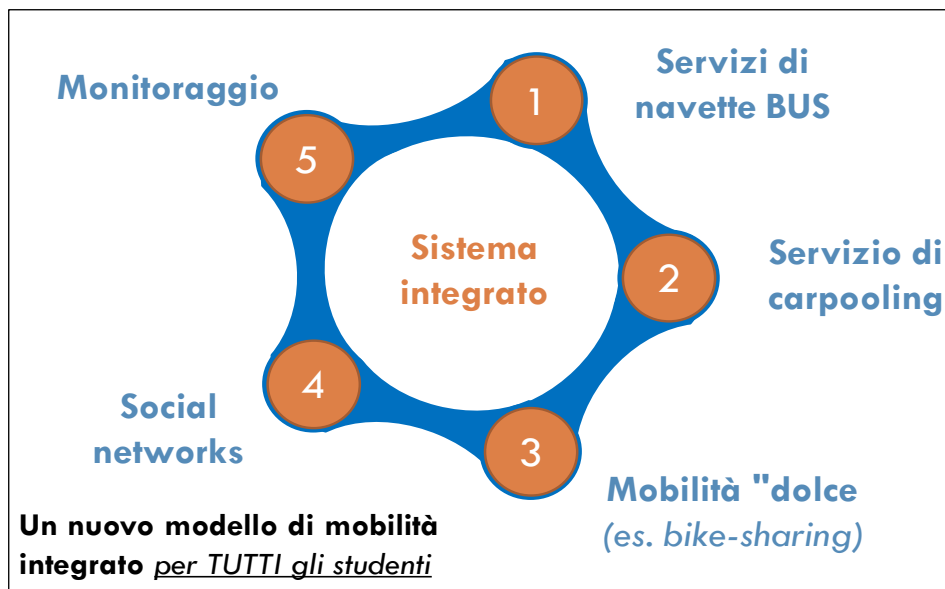 1
Servizi di
navette BUS
2
Servizio di
carpooling
3
Mobilità "dolce
(es. bike-sharing)
4
Social
networks
5
Monitoraggio
Sistema
integrato
Un nuovo modello di mobilità
integrato per TUTTI gli studenti